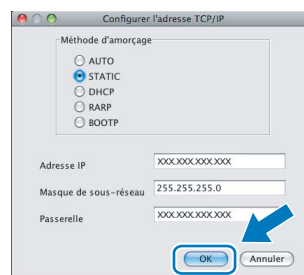 Configurer l'adresse TCP/IP
Méthode d'amorçage
AUTO
STATIC
DHCP
RARP
BOOTP
Adresse IP XXX.XXX.XXX.XXX
Masque de sous-réseau 255.255.255.0
Passerelle XXX.XXX.XXX.XXX
OK Annuler